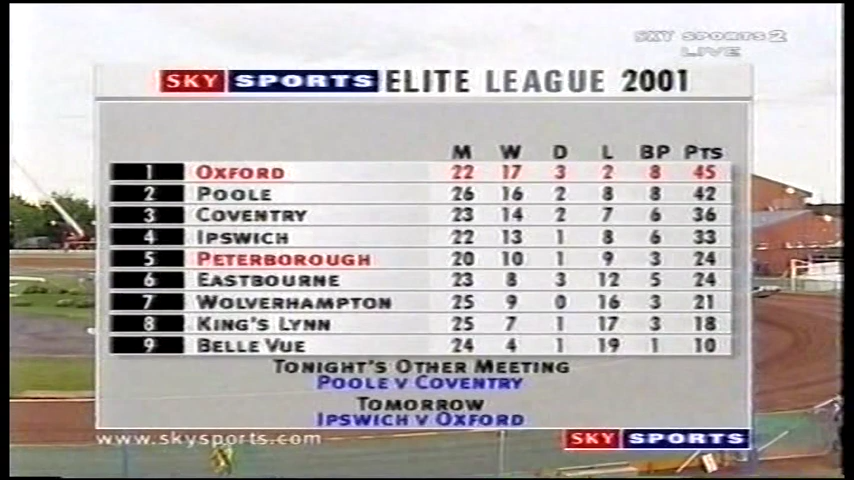 SKY SPORTS 2
LIVE
SKY SPORTS ELITE LEAGUE 2001
M W D L BP PTS
1 OXFORD 22 17 3 2 8 45
2 POOLE 26 16 2 8 8 42
3 COVENTRY 23 14 2 7 6 36
4 IPSWICH 22 13 1 8 6 33
5 PETERBOROUGH 20 10 1 9 3 24
6 EASTBOURNE 23 8 3 12 5 24
7 WOLVERHAMPTON 25 9 0 16 3 21
8 KING'S LYNN 25 7 1 17 3 18
9 BELLE VUE 24 4 1 19 1 10
TONIGHT'S OTHER MEETING
POOLE V COVENTRY
TOMORROW
IPSWICH V OXFORD
www.skysports.com
SKY SPORTS